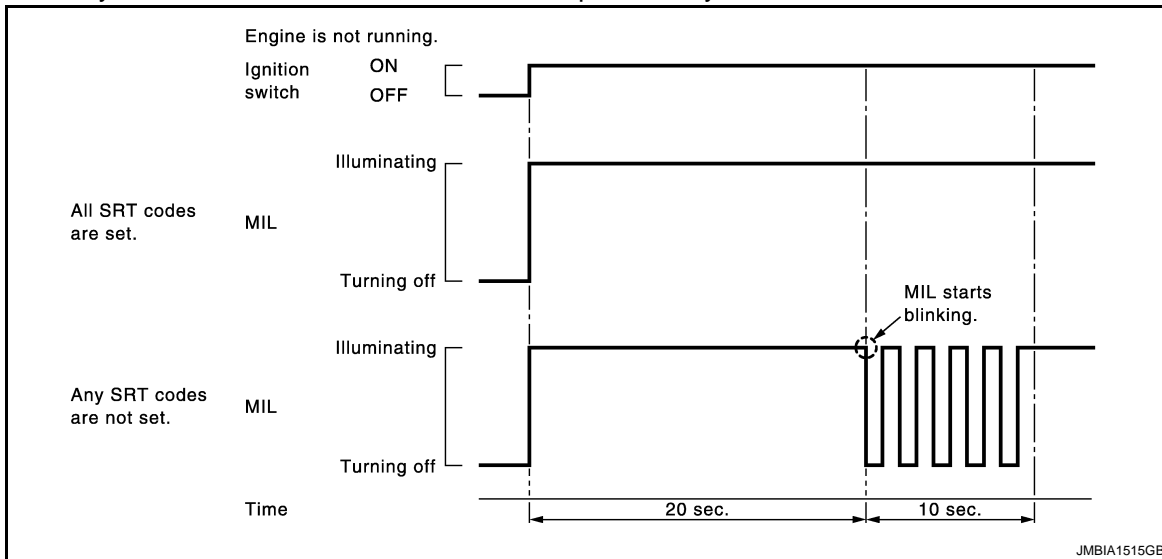 Engine is not running.
Ignition switch
ON
OFF
Illuminating
All SRT codes are set.
MIL
Turning off
MIL starts blinking.
Illuminating
Any SRT codes are not set.
MIL
Turning off
Time
20 sec.
10 sec.
JMBIA1515GB